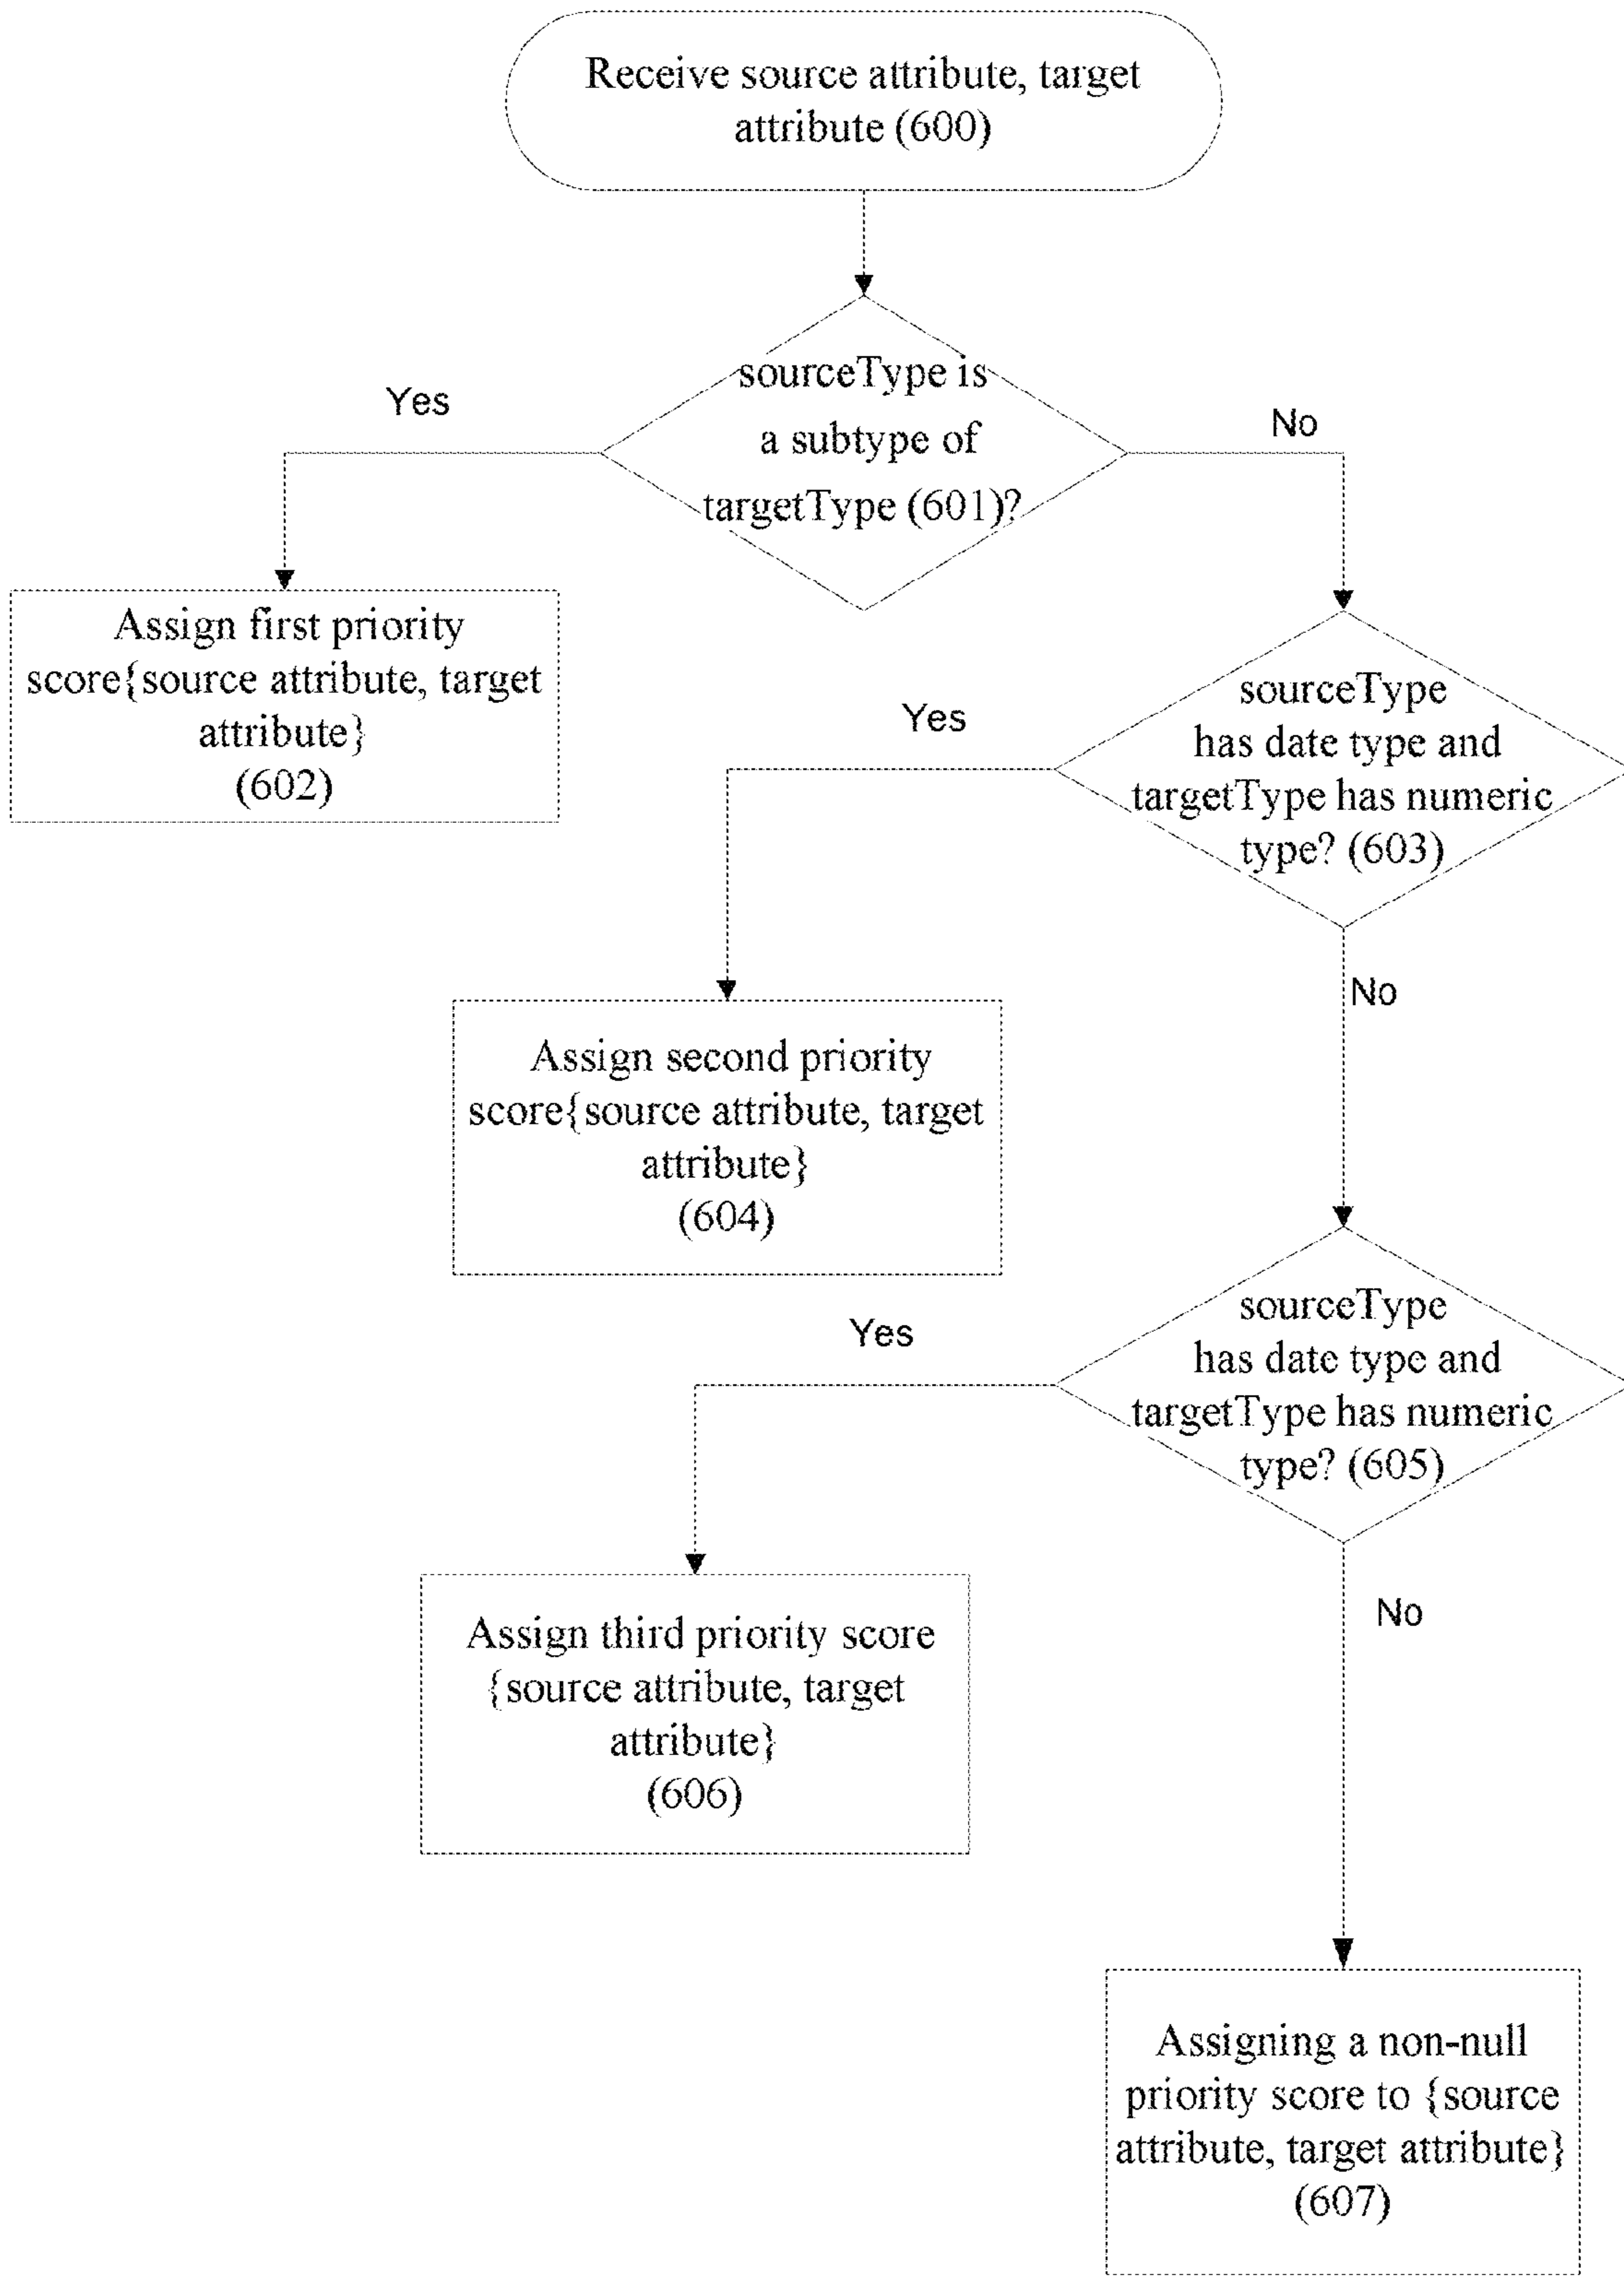 Receive source attribute, target
attribute (600)
sourceType is
a subtype of
targetType (601)?
Yes
No
Assign first priority
score{source attribute, target
attribute}
(602)
sourceType
has date type and
targetType has numeric
type? (603)
Yes
No
Assign second priority
score{source attribute, target
attribute}
(604)
sourceType
has date type and
targetType has numeric
type? (605)
Yes
No
Assign third priority score
{source attribute, target
attribute}
(606)
Assigning a non-null
priority score to {source
attribute, target attribute}
(607)